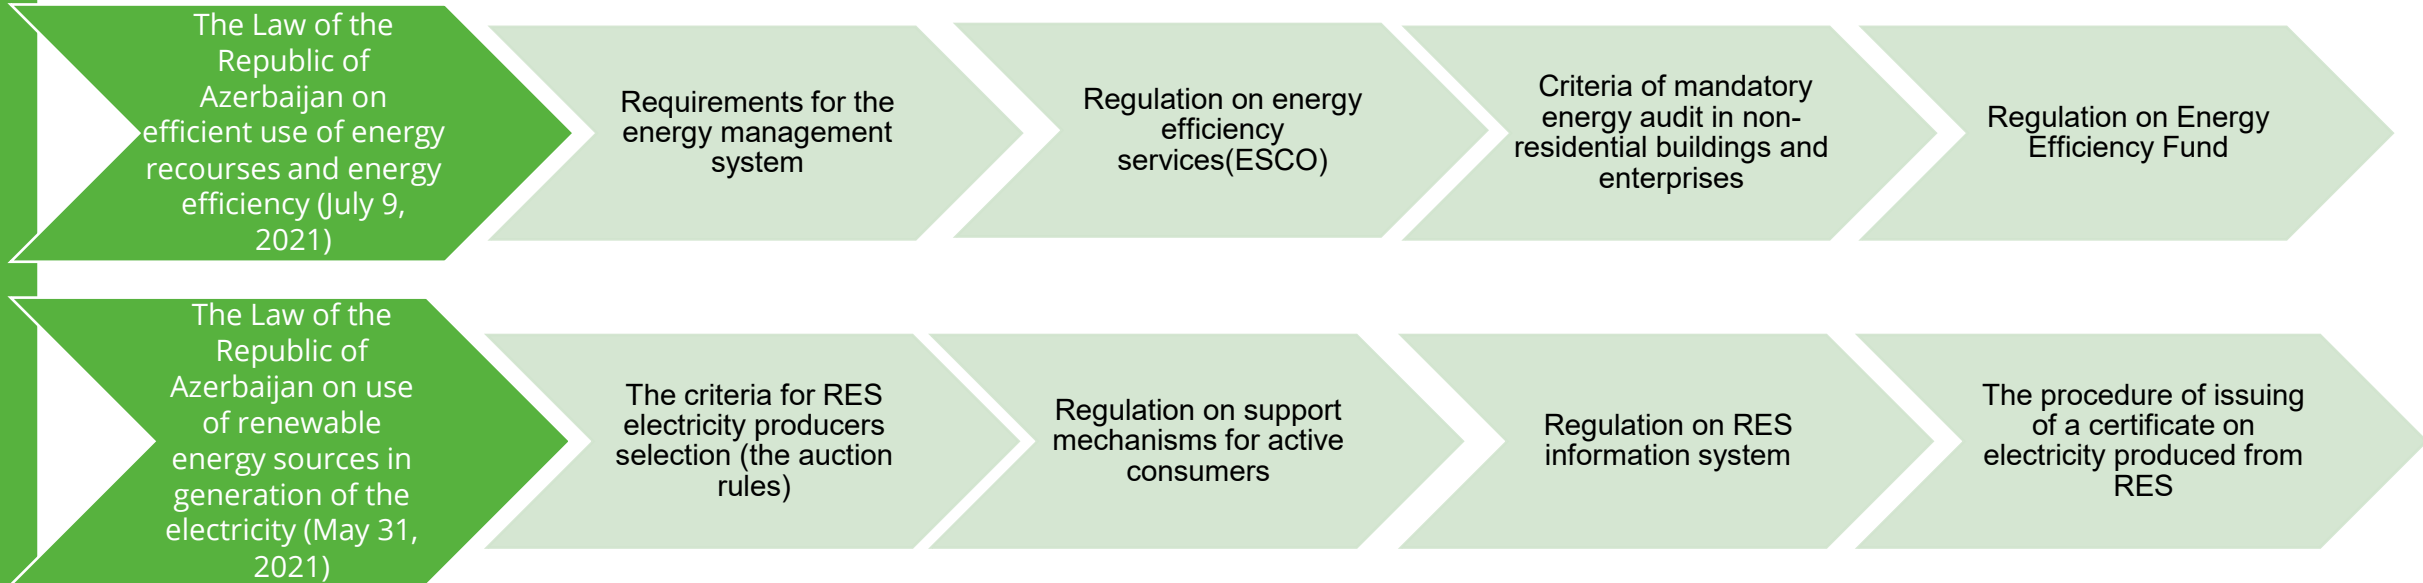 The Law of the
Republic of
Azerbaijan on
efficient use of energy
recourses and energy
efficiency (July 9,
2021)
Requirements for the
energy management
system
Regulation on energy
efficiency
services(ESCO)
Criteria of mandatory
energy audit in non-
residential buildings and
enterprises
Regulation on Energy
Efficiency Fund
The Law of the
Republic of
Azerbaijan on use
of renewable
energy sources in
generation of the
electricity (May 31,
2021)
The criteria for RES
electricity producers
selection (the auction
rules)
Regulation on support
mechanisms for active
consumers
Regulation on RES
information system
The procedure of issuing
of a certificate on
electricity produced from
RES